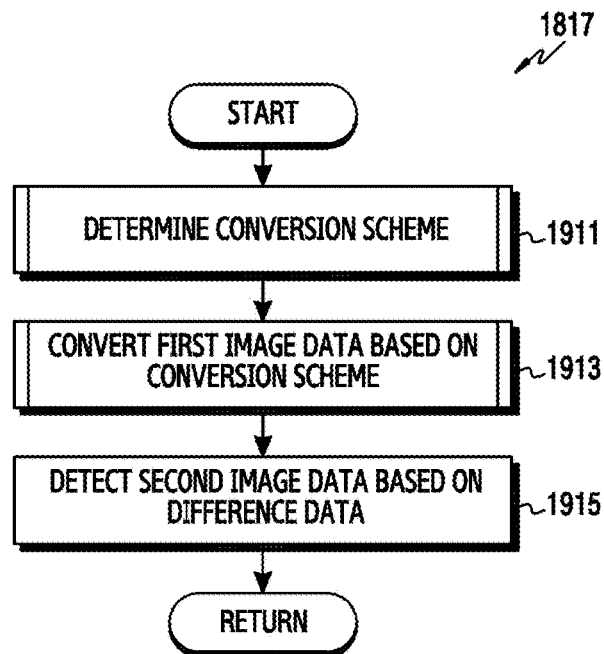 1817
START
DETERMINE CONVERSION SCHEME
1911
CONVERT FIRST IMAGE DATA BASED ON
CONVERSION SCHEME
1913
DETECT SECOND IMAGE DATA BASED ON
DIFFERENCE DATA
1915
RETURN